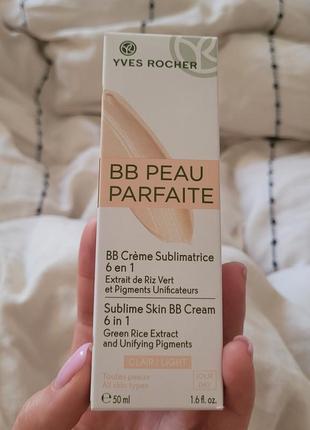 YVES ROCHER
BB PEAU
PARFAITE
BB Crème Sublimatrice
6 en 1
Extrait de Riz Vert
et Pigments Unificateurs
Sublime Skin BB Cream
6 in 1
Green Rice Extract
and Unifying Pigments
CLAIR / LIGHT
Toutes peaux
All skin types
JOUR
DAY
℮ 50 ml
1.6 fl. oz.